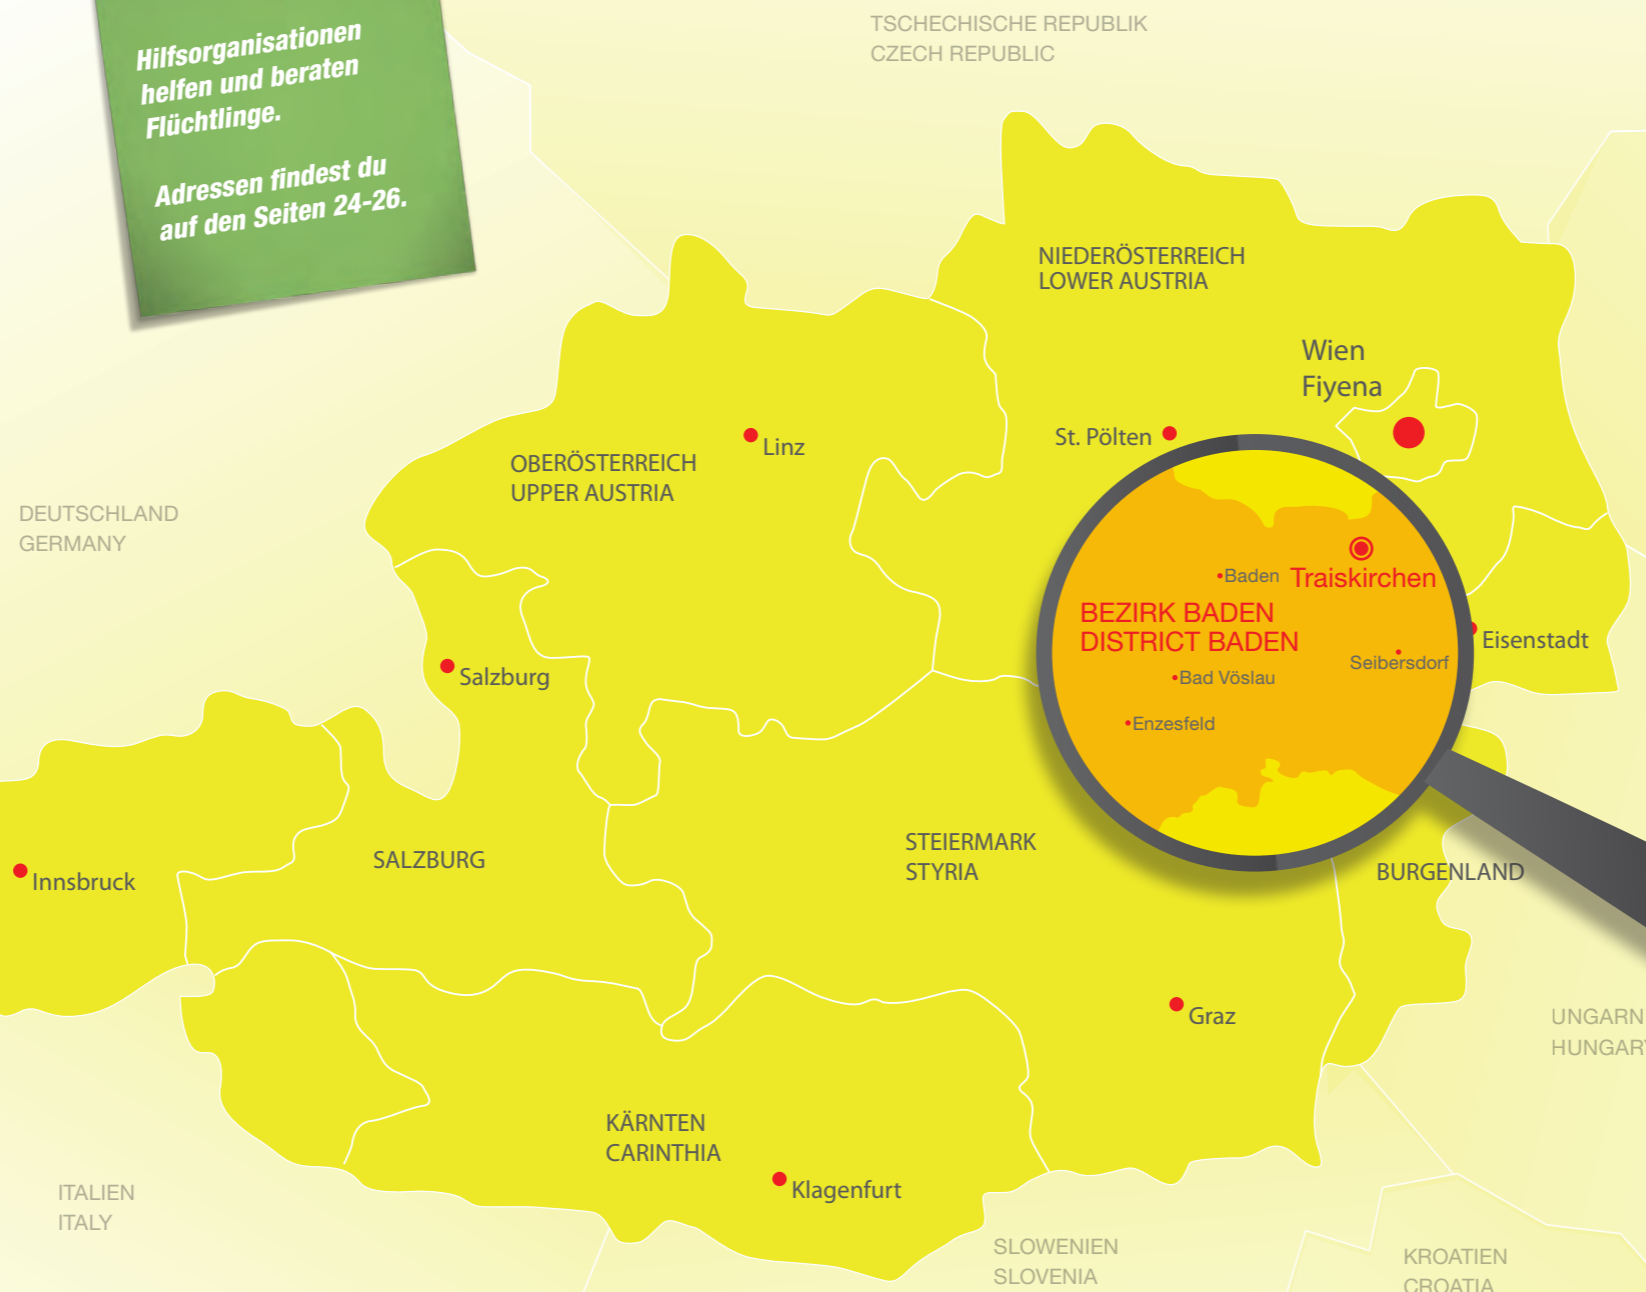 Hilfsorganisationen
helfen und beraten
Flüchtlinge.
Adressen findest du
auf den Seiten 24-26.
TSCHECHISCHE REPUBLIK
CZECH REPUBLIC
NIEDERÖSTERREICH
LOWER AUSTRIA
Wien
Fiyena
St. Pölten
Linz
OBERÖSTERREICH
UPPER AUSTRIA
DEUTSCHLAND
GERMANY
Traiskirchen
Baden
BEZIRK BADEN
DISTRICT BADEN
Seibersdorf
Bad Vöslau
Enzesfeld
Eisenstadt
Salzburg
SALZBURG
Innsbruck
STEIERMARK
STYRIA
BURGENLAND
Graz
UNGARN
HUNGARY
KÄRNTEN
CARINTHIA
Klagenfurt
ITALIEN
ITALY
SLOWENIEN
SLOVENIA
KROATIEN
CROATIA